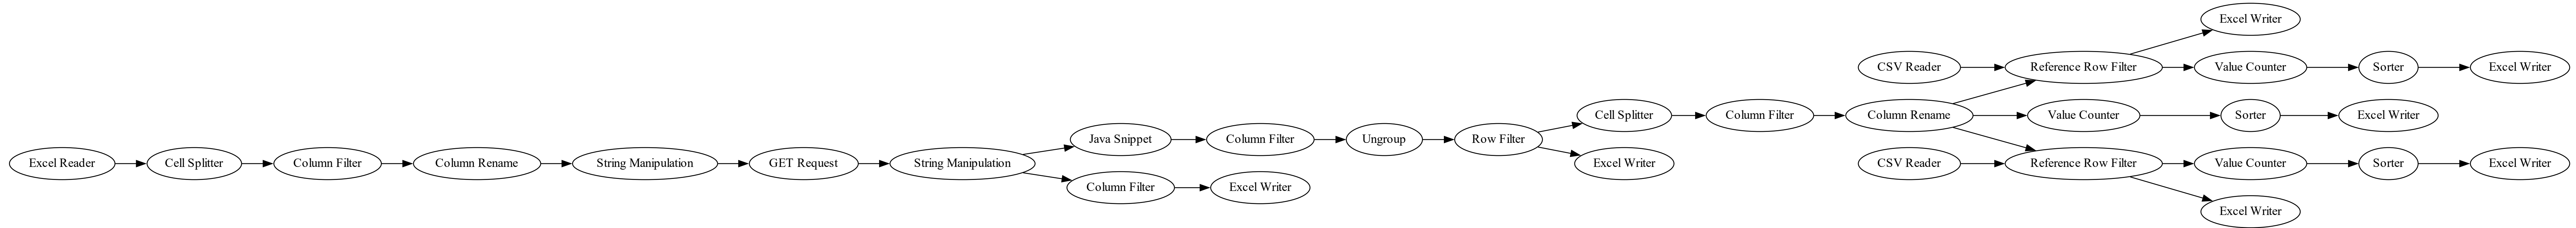 Excel Writer
CSV Reader
Reference Row Filter
Value Counter
Sorter
Excel Writer
Cell Splitter
Column Filter
Column Rename
Value Counter
Sorter
Excel Writer
Java Snippet
Column Filter
Ungroup
Row Filter
Excel Reader
Cell Splitter
Column Filter
Column Rename
String Manipulation
GET Request
String Manipulation
Excel Writer
CSV Reader
Reference Row Filter
Value Counter
Sorter
Excel Writer
Column Filter
Excel Writer
Excel Writer